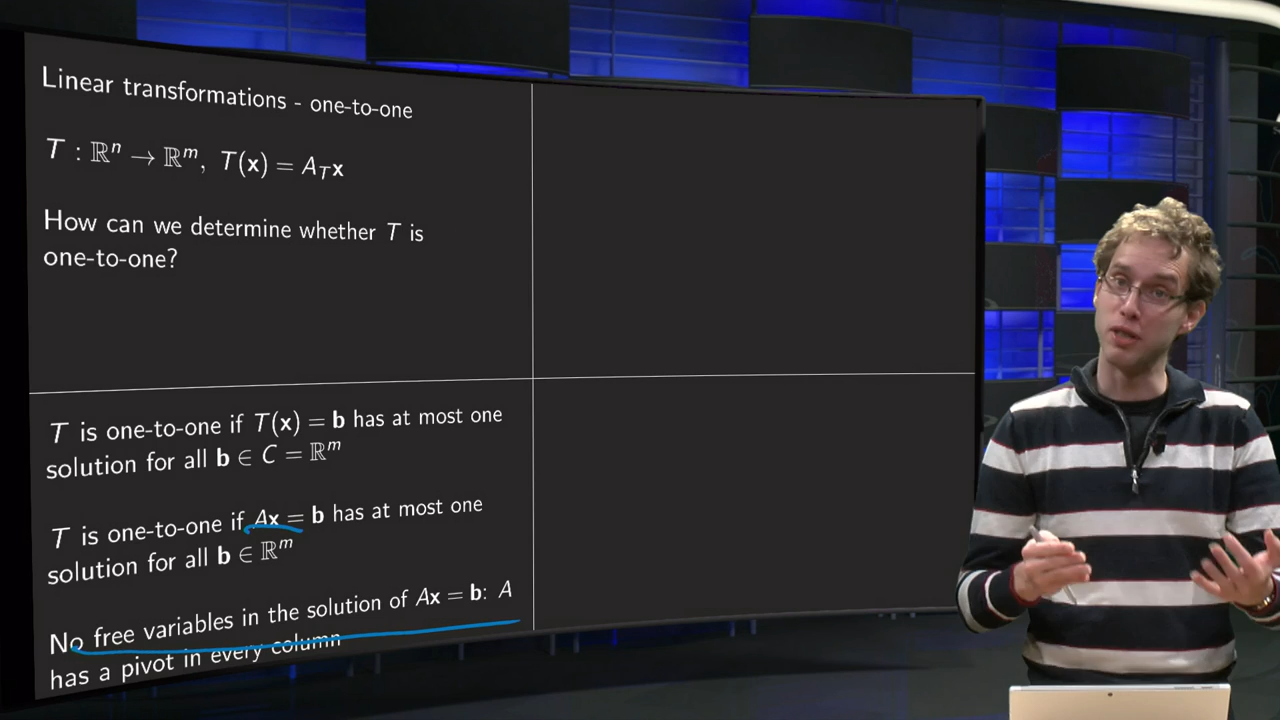 Linear transformations - one-to-one
T : ℝⁿ → ℝᵐ, T(x) = A_T x
How can we determine whether T is
one-to-one?
T is one-to-one if T(x) = b has at most one
solution for all b ∈ C = ℝᵐ
T is one-to-one if Ax = b has at most one
solution for all b ∈ ℝᵐ
No free variables in the solution of Ax = b: A
has a pivot in every column